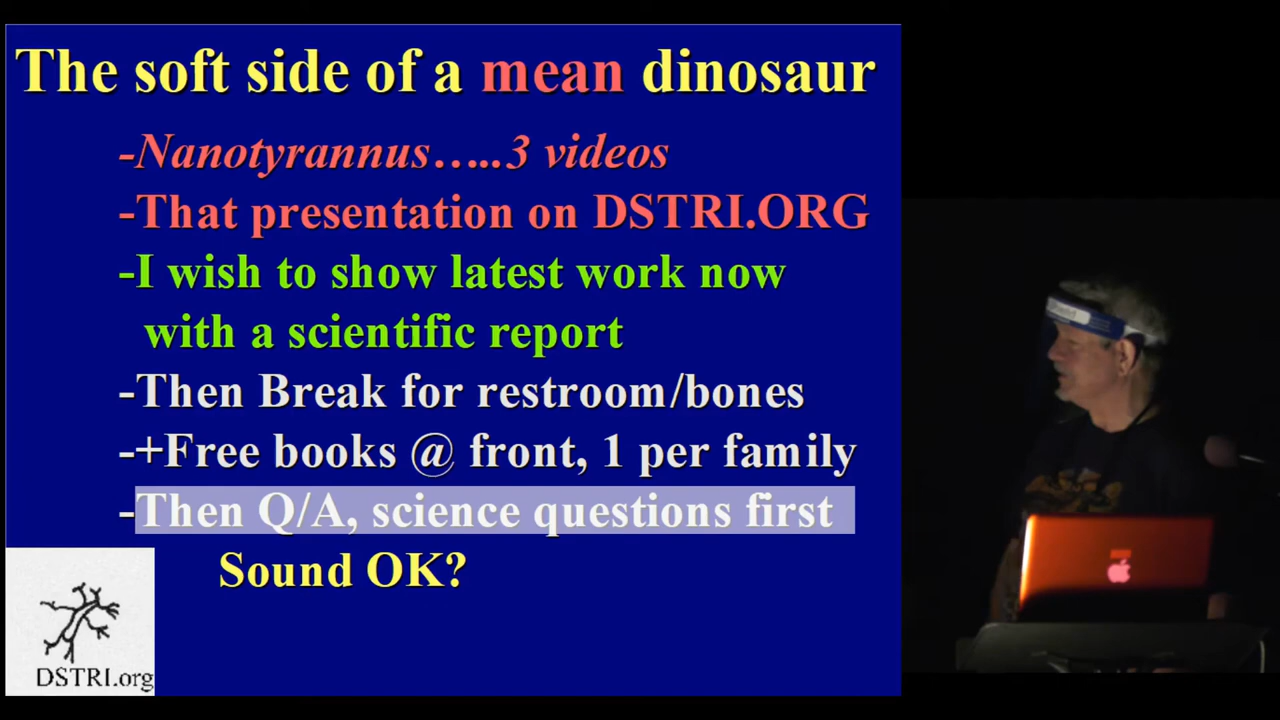 The soft side of a mean dinosaur
-Nanotyrannus…..3 videos
-That presentation on DSTRI.ORG
-I wish to show latest work now
with a scientific report
-Then Break for restroom/bones
-+Free books @ front, 1 per family
-Then Q/A, science questions first
Sound OK?
DSTRI.org